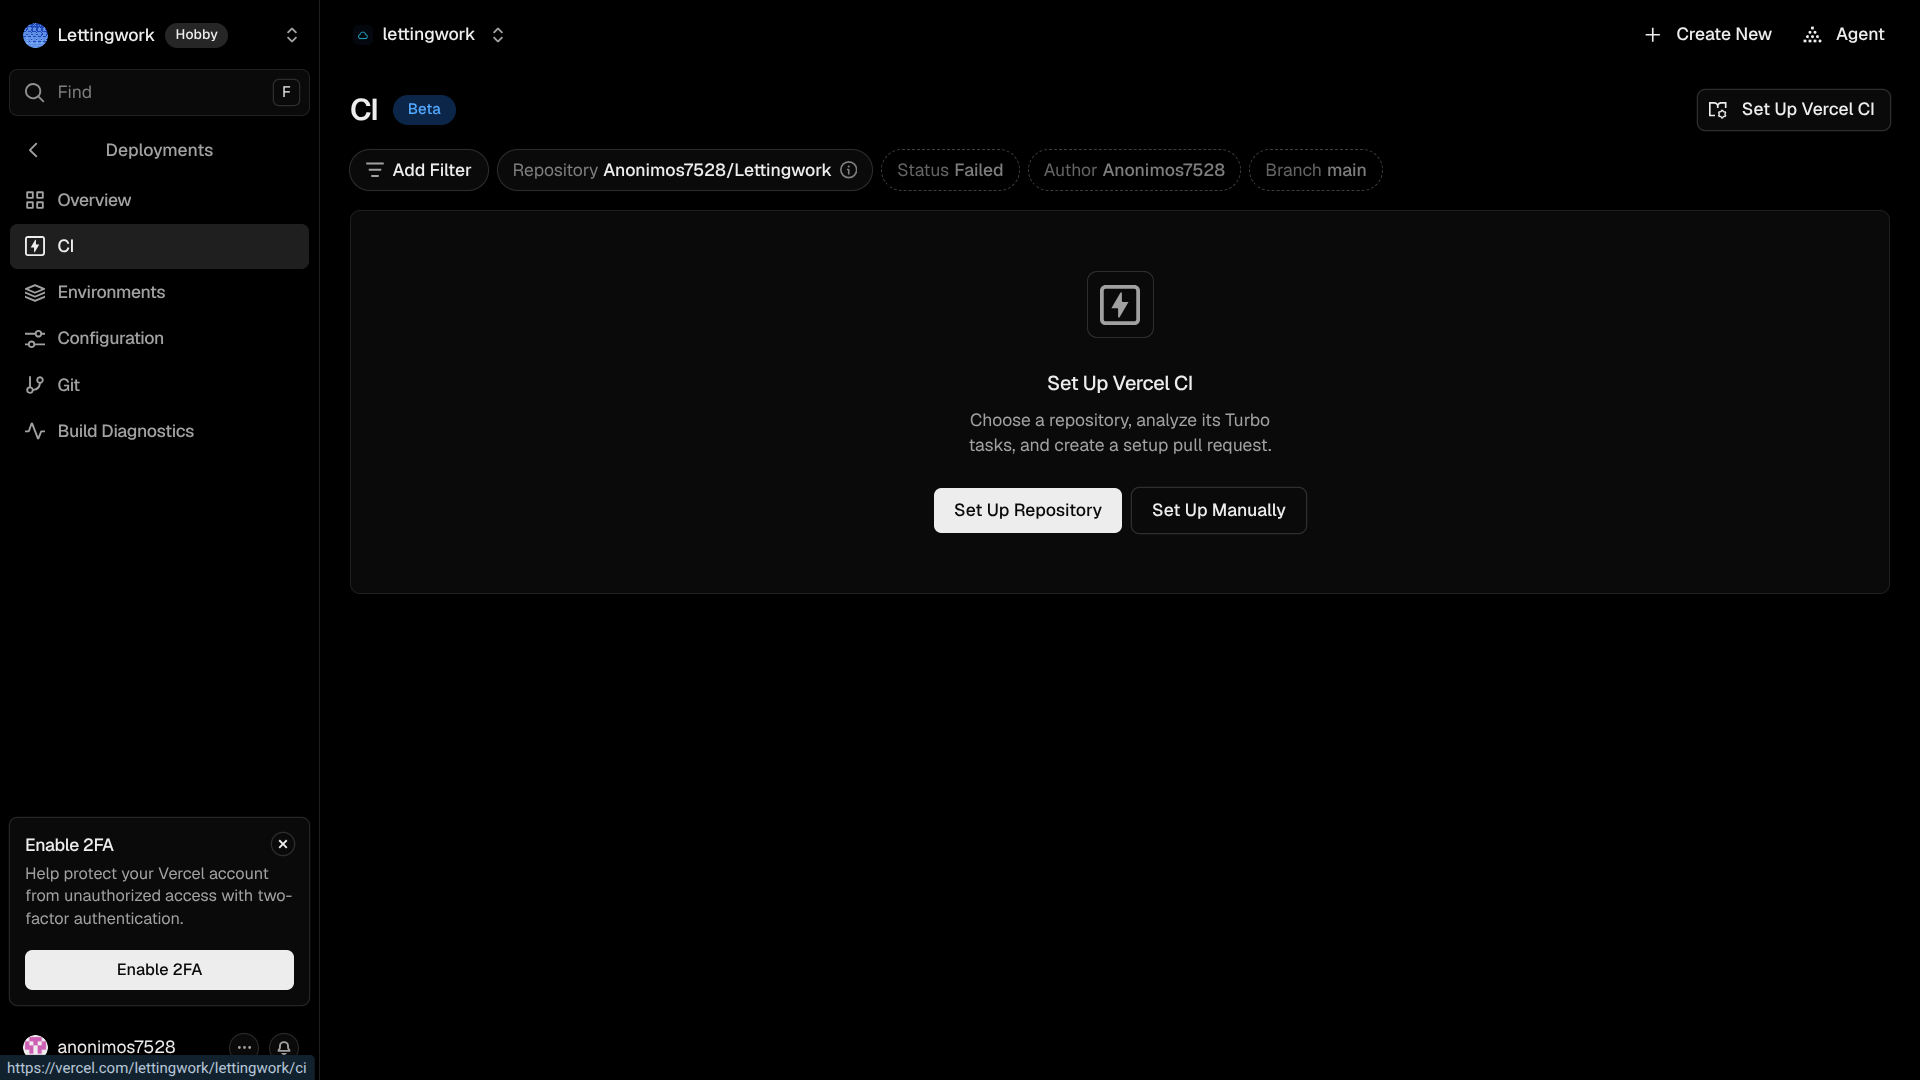 Lettingwork Hobby
lettingwork
Create New
Agent
Find F
Deployments
Overview
CI
Environments
Configuration
Git
Build Diagnostics
CI Beta
Set Up Vercel CI
Add Filter
Repository Anonimos7528/Lettingwork
Status Failed
Author Anonimos7528
Branch main
Set Up Vercel CI
Choose a repository, analyze its Turbo
tasks, and create a setup pull request.
Set Up Repository
Set Up Manually
Enable 2FA
Help protect your Vercel account
from unauthorized access with two-
factor authentication.
Enable 2FA
anonimos7528
https://vercel.com/lettingwork/lettingwork/ci